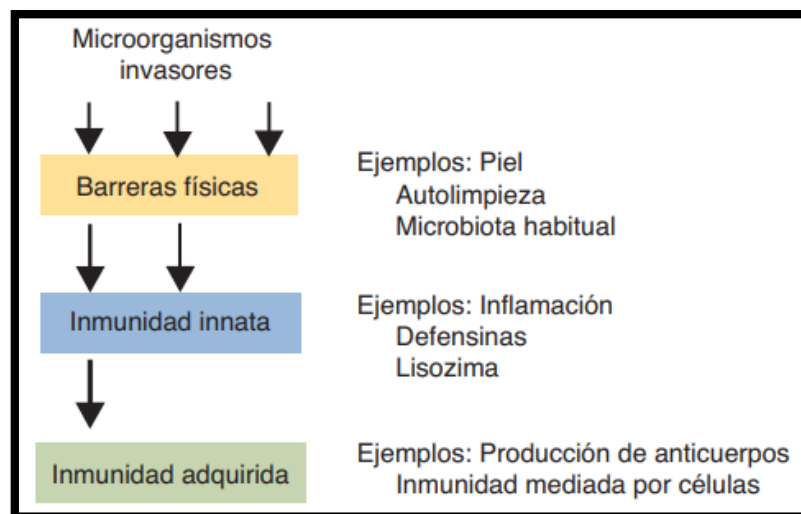 Microorganismos
invasores
Barreras físicas
Ejemplos: Piel
Autolimpieza
Microbiota habitual
Inmunidad innata
Ejemplos: Inflamación
Defensinas
Lisozima
Inmunidad adquirida
Ejemplos: Producción de anticuerpos
Inmunidad mediada por células